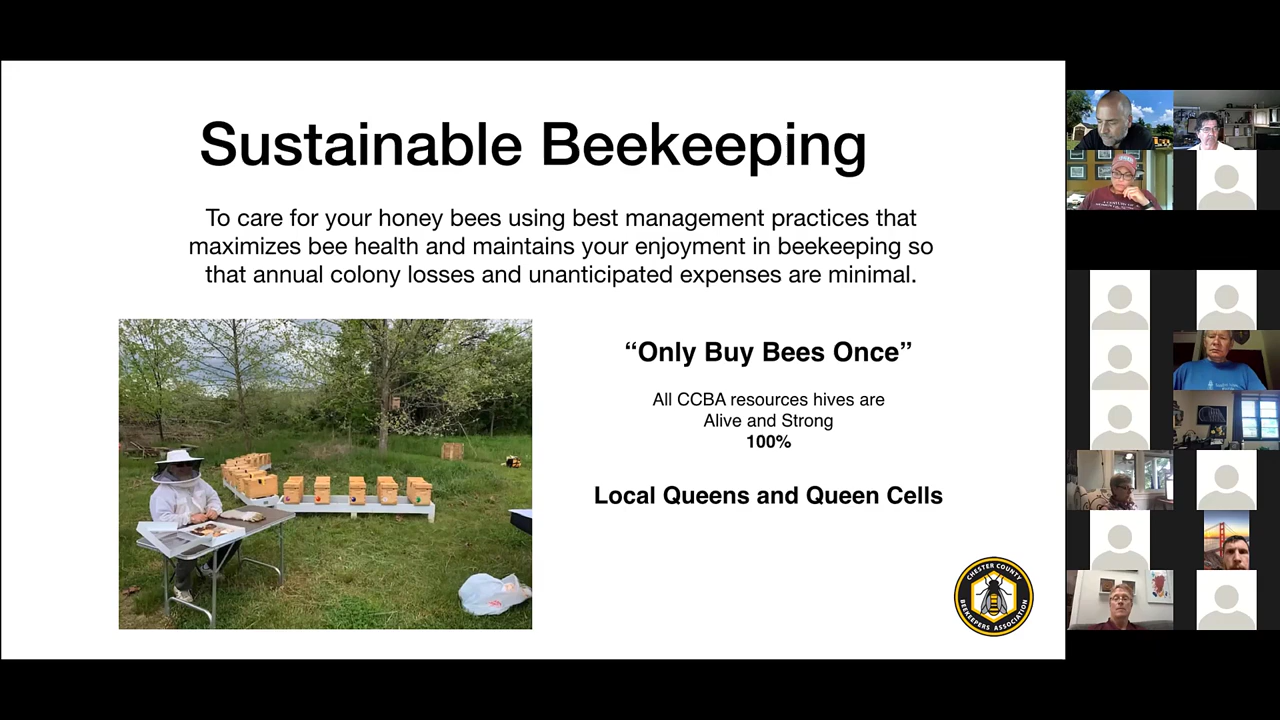 Sustainable Beekeeping
To care for your honey bees using best management practices that
maximizes bee health and maintains your enjoyment in beekeeping so
that annual colony losses and unanticipated expenses are minimal.
“Only Buy Bees Once”
All CCBA resources hives are
Alive and Strong
100%
Local Queens and Queen Cells
CHESTER COUNTY
BEEKEEPERS ASSOCIATION